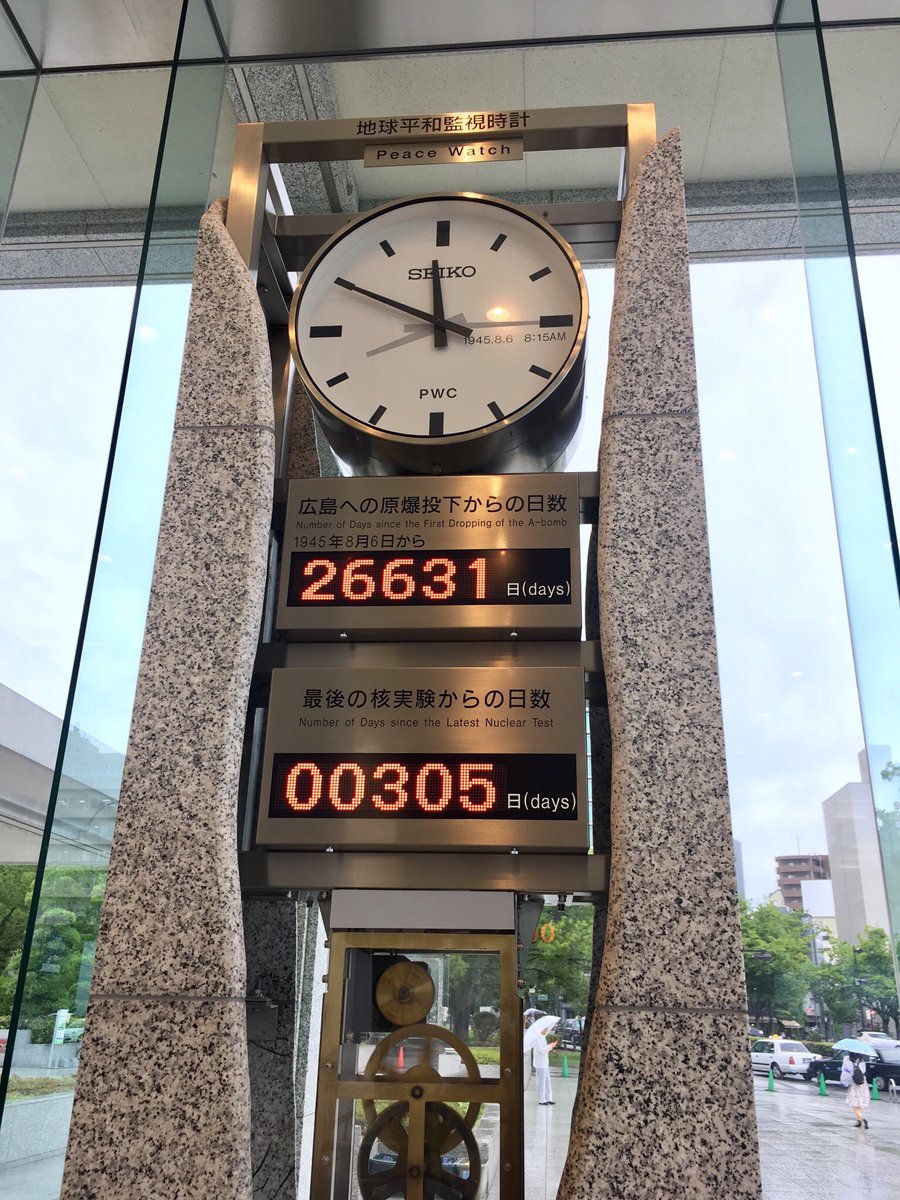 地球平和監視時計
Peace Watch
SEIKO
1945.8.6 8:15AM
PWC
広島への原爆投下からの日数
Number of Days since the First Dropping of the A-bomb
1945年8月6日から
26631 日(days)
最後の核実験からの日数
Number of Days since the Latest Nuclear Test
00305 日(days)